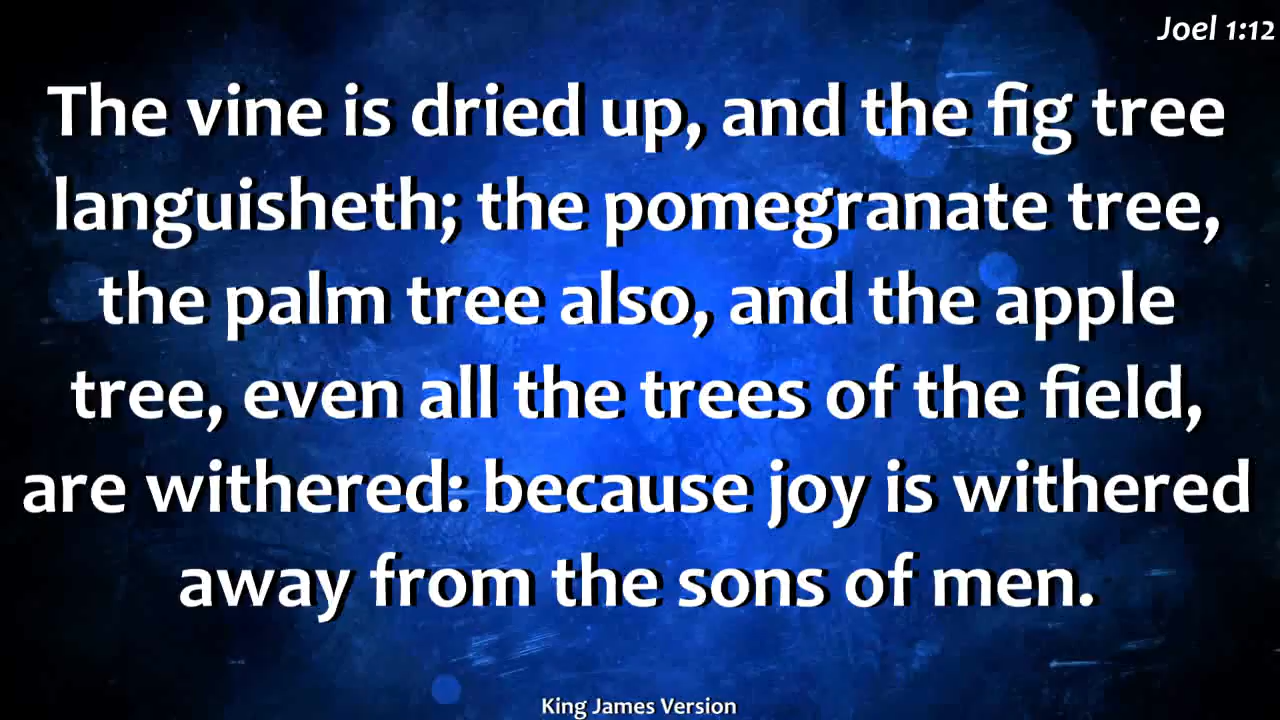 Joel 1:12
The vine is dried up, and the fig tree
languisheth; the pomegranate tree,
the palm tree also, and the apple
tree, even all the trees of the field,
are withered: because joy is withered
away from the sons of men.
King James Version